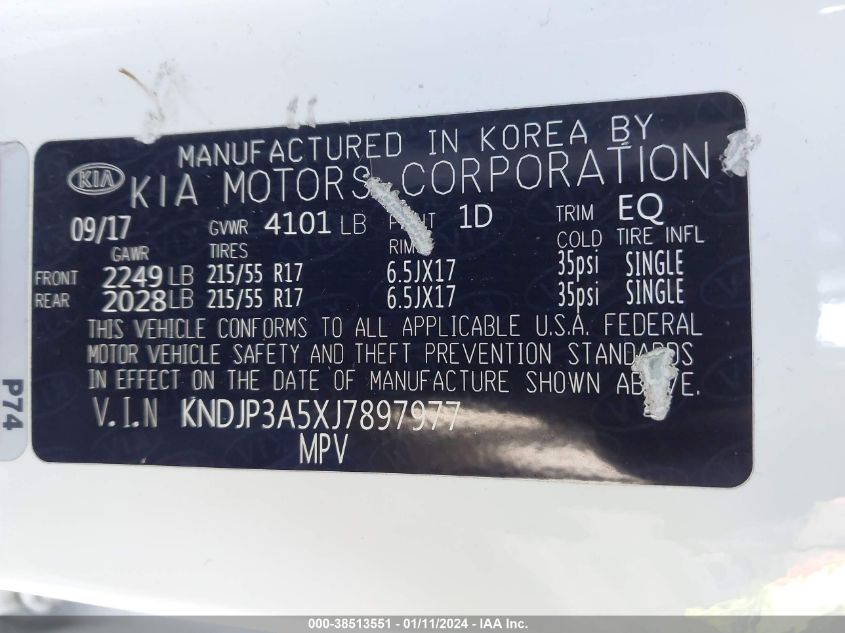 MANUFACTURED IN KOREA BY
KIA KIA MOTORS CORPORATION
09/17 GVWR 4101 LB 1D TRIM EQ
GAWR TIRES RIM COLD TIRE INFL
FRONT 2249 LB 215/55 R17 6.5JX17 35psi SINGLE
REAR 2028 LB 215/55 R17 6.5JX17 35psi SINGLE
THIS VEHICLE CONFORMS TO ALL APPLICABLE U.S.A. FEDERAL
MOTOR VEHICLE SAFETY AND THEFT PREVENTION STANDARDS
IN EFFECT ON THE DATE OF MANUFACTURE SHOWN ABOVE.
V.I.N KNDJP3A5XJ7897977
MPV
P74
000-38513551 - 01/11/2024 - IAA Inc.